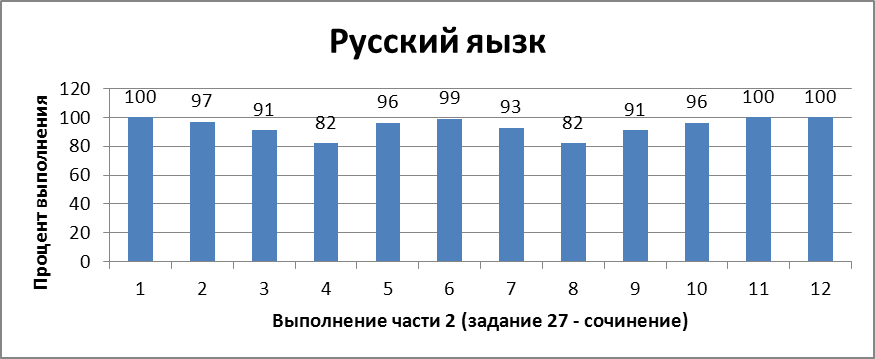 Русский яызк
Процент выполнения
120
100
80
60
40
20
0
100 97 91 82 96 99 93 82 91 96 100 100
1 2 3 4 5 6 7 8 9 10 11 12
Выполнение части 2 (задание 27 - сочинение)